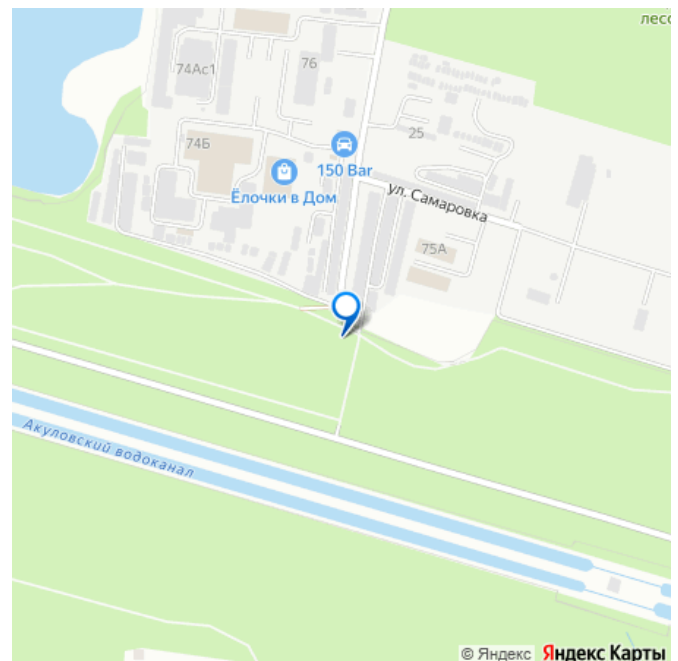 лесо
74Ас1
76
74Б
25
150 Bar
Ёлочки в Дом
ул. Самаровка
75А
Акуловский водоканал
© Яндекс Яндекс Карты